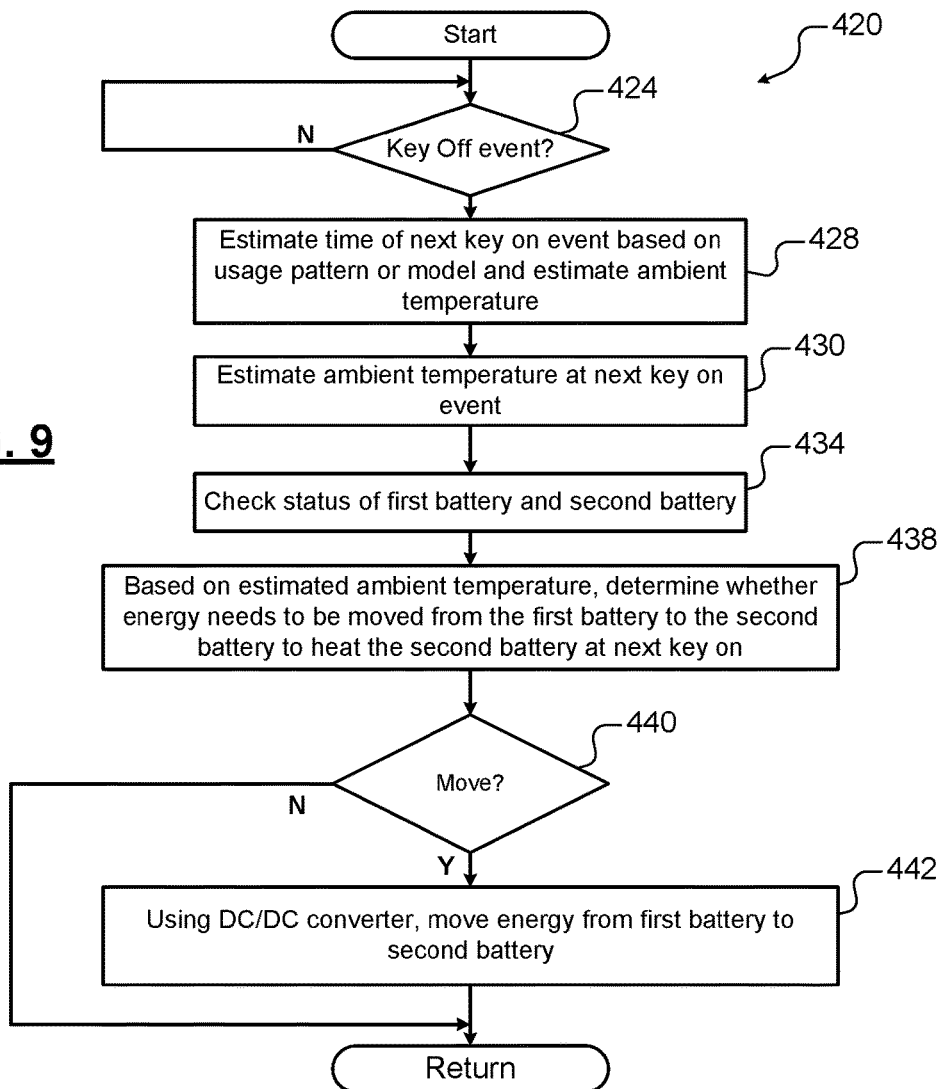 Start
420
424
N
Key Off event?
Estimate time of next key on event based on
usage pattern or model and estimate ambient
temperature
428
430
Estimate ambient temperature at next key on
event
. 9
434
Check status of first battery and second battery
438
Based on estimated ambient temperature, determine whether
energy needs to be moved from the first battery to the second
battery to heat the second battery at next key on
440
Move?
N
Y
442
Using DC/DC converter, move energy from first battery to
second battery
Return